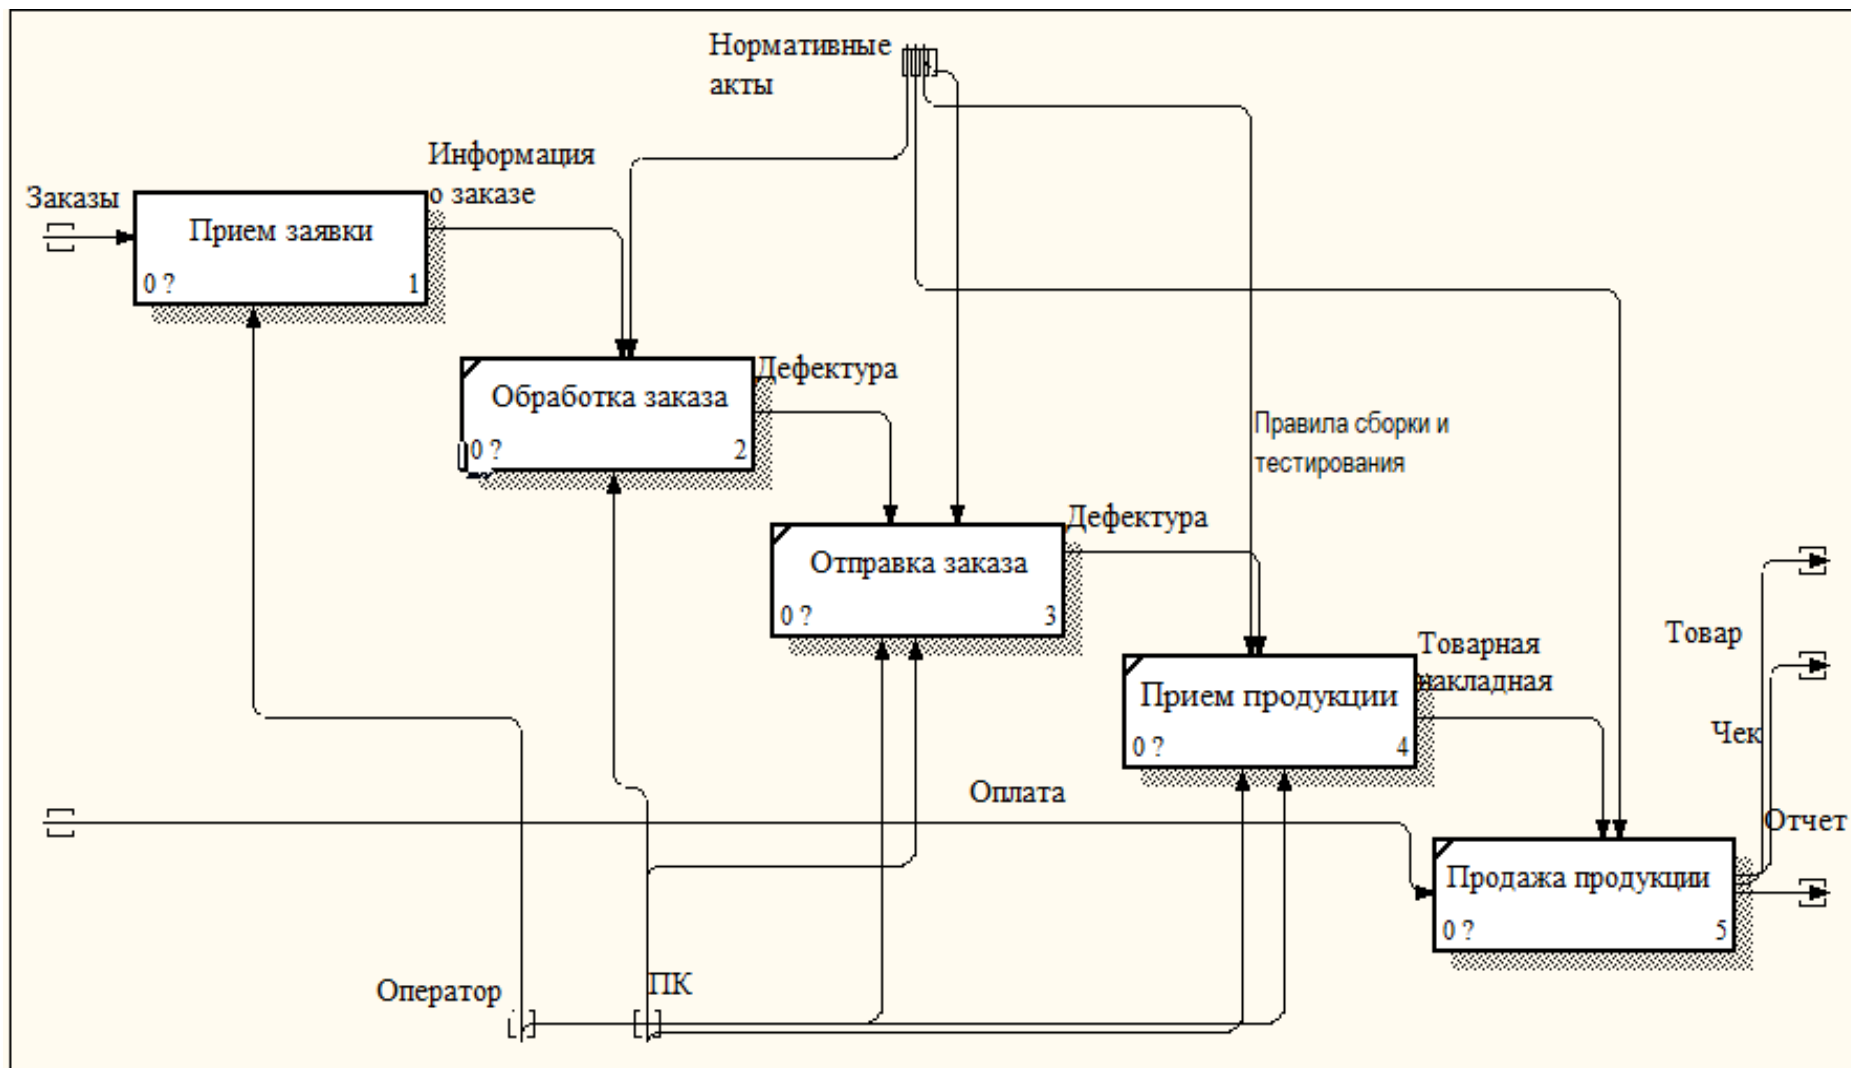 Нормативные
акты
Информация
о заказе
Заказы
Прием заявки
0 ?
1
Дефектура
Обработка заказа
0 ?
2
Правила сборки и
тестирования
Дефектура
Отправка заказа
0 ?
3
Товарная
накладная
Товар
Прием продукции
0 ?
4
Чек
Оплата
Отчет
Продажа продукции
0 ?
5
Оператор
ПК